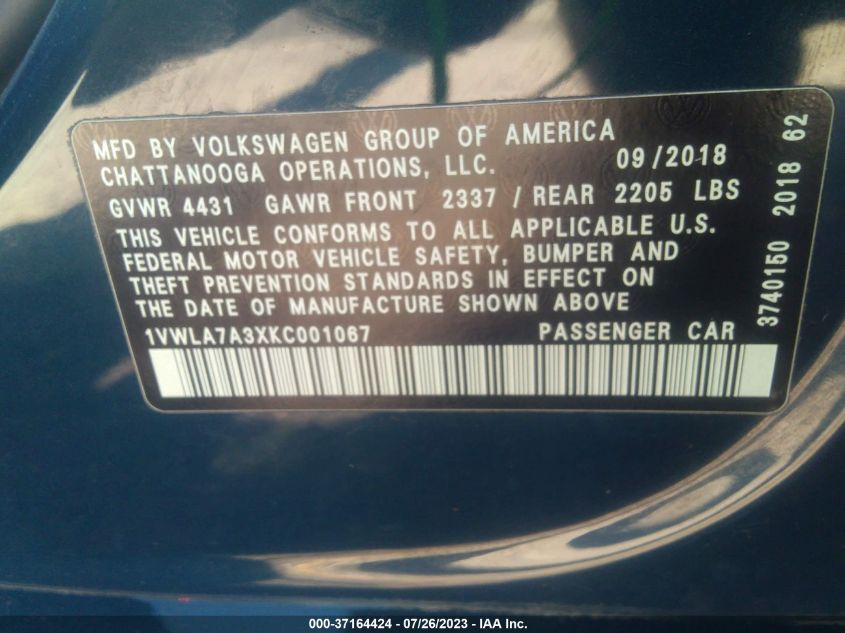 MFD BY VOLKSWAGEN GROUP OF AMERICA
CHATTANOOGA OPERATIONS, LLC. 09/2018
GVWR 4431 GAWR FRONT 2337 / REAR 2205 LBS
THIS VEHICLE CONFORMS TO ALL APPLICABLE U.S.
FEDERAL MOTOR VEHICLE SAFETY, BUMPER AND
THEFT PREVENTION STANDARDS IN EFFECT ON
THE DATE OF MANUFACTURE SHOWN ABOVE
1VWLA7A3XKC001067 PASSENGER CAR
3740150 2018 62
000-37164424 - 07/26/2023 - IAA Inc.